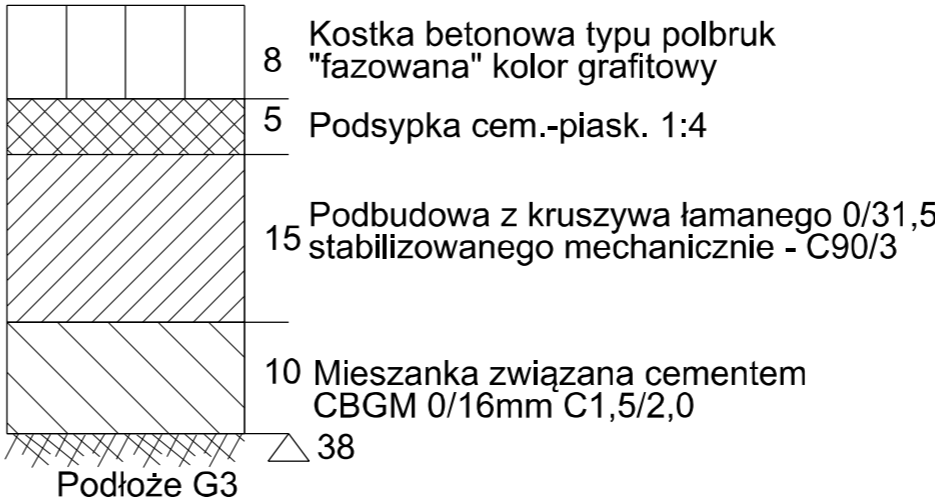 8 Kostka betonowa typu polbruk
"fazowana" kolor grafitowy
5 Podsypka cem.-piask. 1:4
15 Podbudowa z kruszywa łamanego 0/31,5
stabilizowanego mechanicznie - C90/3
10 Mieszanka związana cementem
CBGM 0/16mm C1,5/2,0
38
Podłoże G3